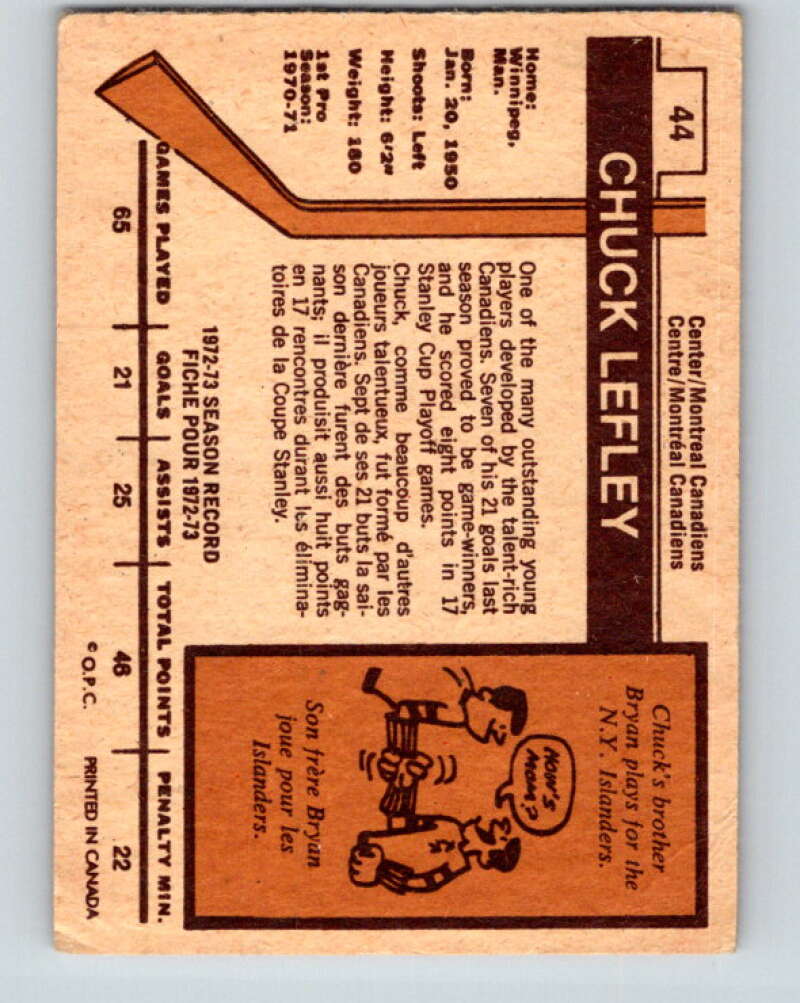 44
CHUCK LEFLEY
Center/Montreal Canadiens
Centre/Montréal Canadiens
Home:
Winnipeg,
Man.
Born:
Jan. 20, 1950
Shoots: Left
Height: 6'2"
Weight: 180
1st Pro
Season:
1970-71
One of the many outstanding young
players developed by the talent-rich
Canadiens. Seven of his 21 goals last
season proved to be game-winners,
and he scored eight points in 17
Stanley Cup Playoff games.
Chuck, comme beaucoup d'autres
joueurs talentueux, fut formé par les
Canadiens. Sept de ses 21 buts la sai-
son dernière furent des buts gag-
nants; il produisit aussi huit points
en 17 rencontres durant les élimina-
toires de la Coupe Stanley.
Chuck's brother
Bryan plays for the
N.Y. Islanders.
HOW'S
MOM?
Son frère Bryan
joue pour les
Islanders.
1972-73 SEASON RECORD
FICHE POUR 1972-73
GAMES PLAYED GOALS ASSISTS TOTAL POINTS PENALTY MIN.
65 21 25 46 22
© O.P.C. PRINTED IN CANADA